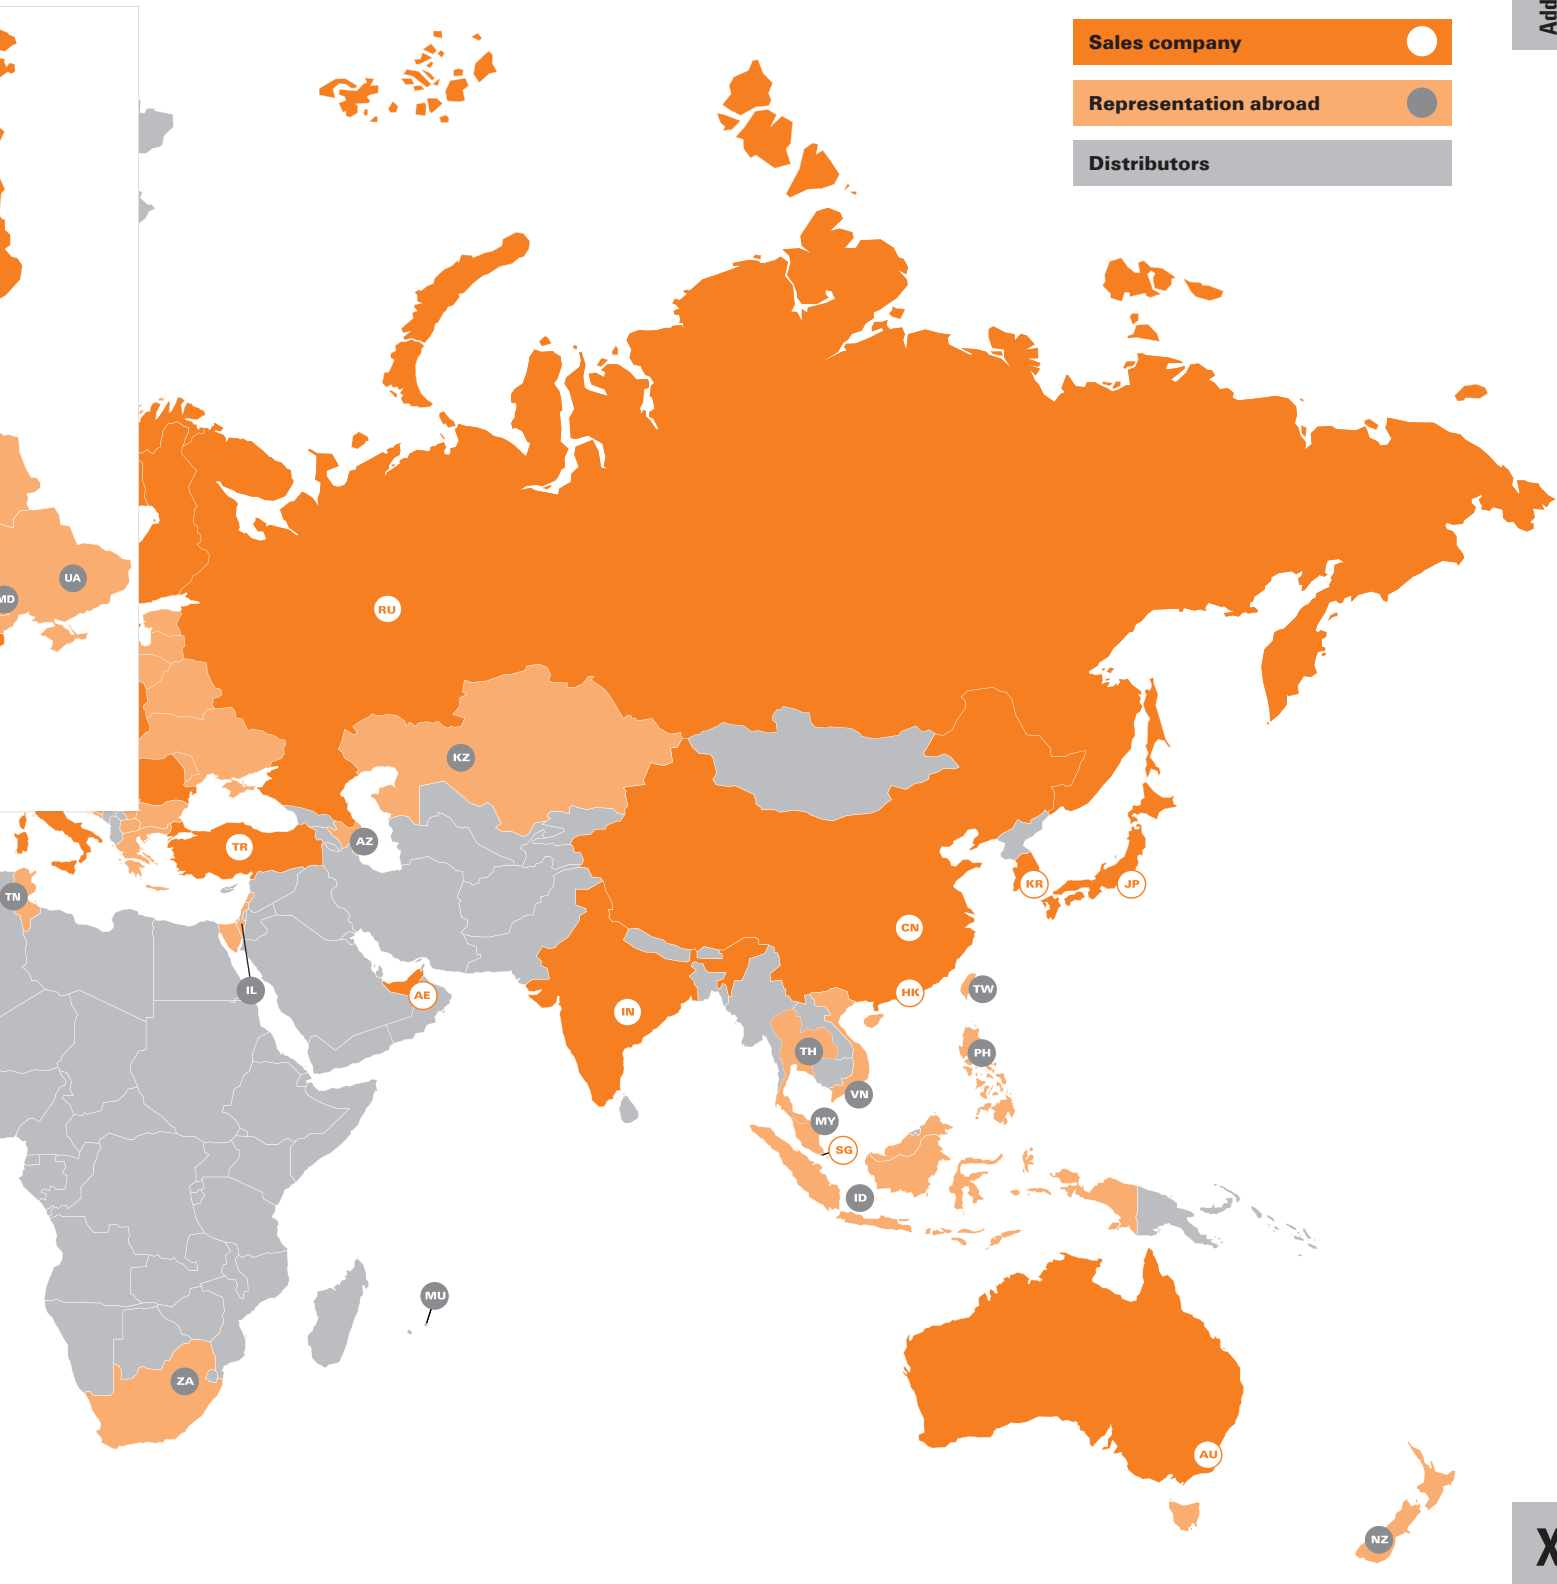 Sales company
Representation abroad
Distributors
Add
UA
MD
RU
KZ
AZ
TR
TN
KR
JP
CN
IL
AE
HK
TW
IN
TH
PH
VN
MY
SG
ID
MU
ZA
AU
NZ
X